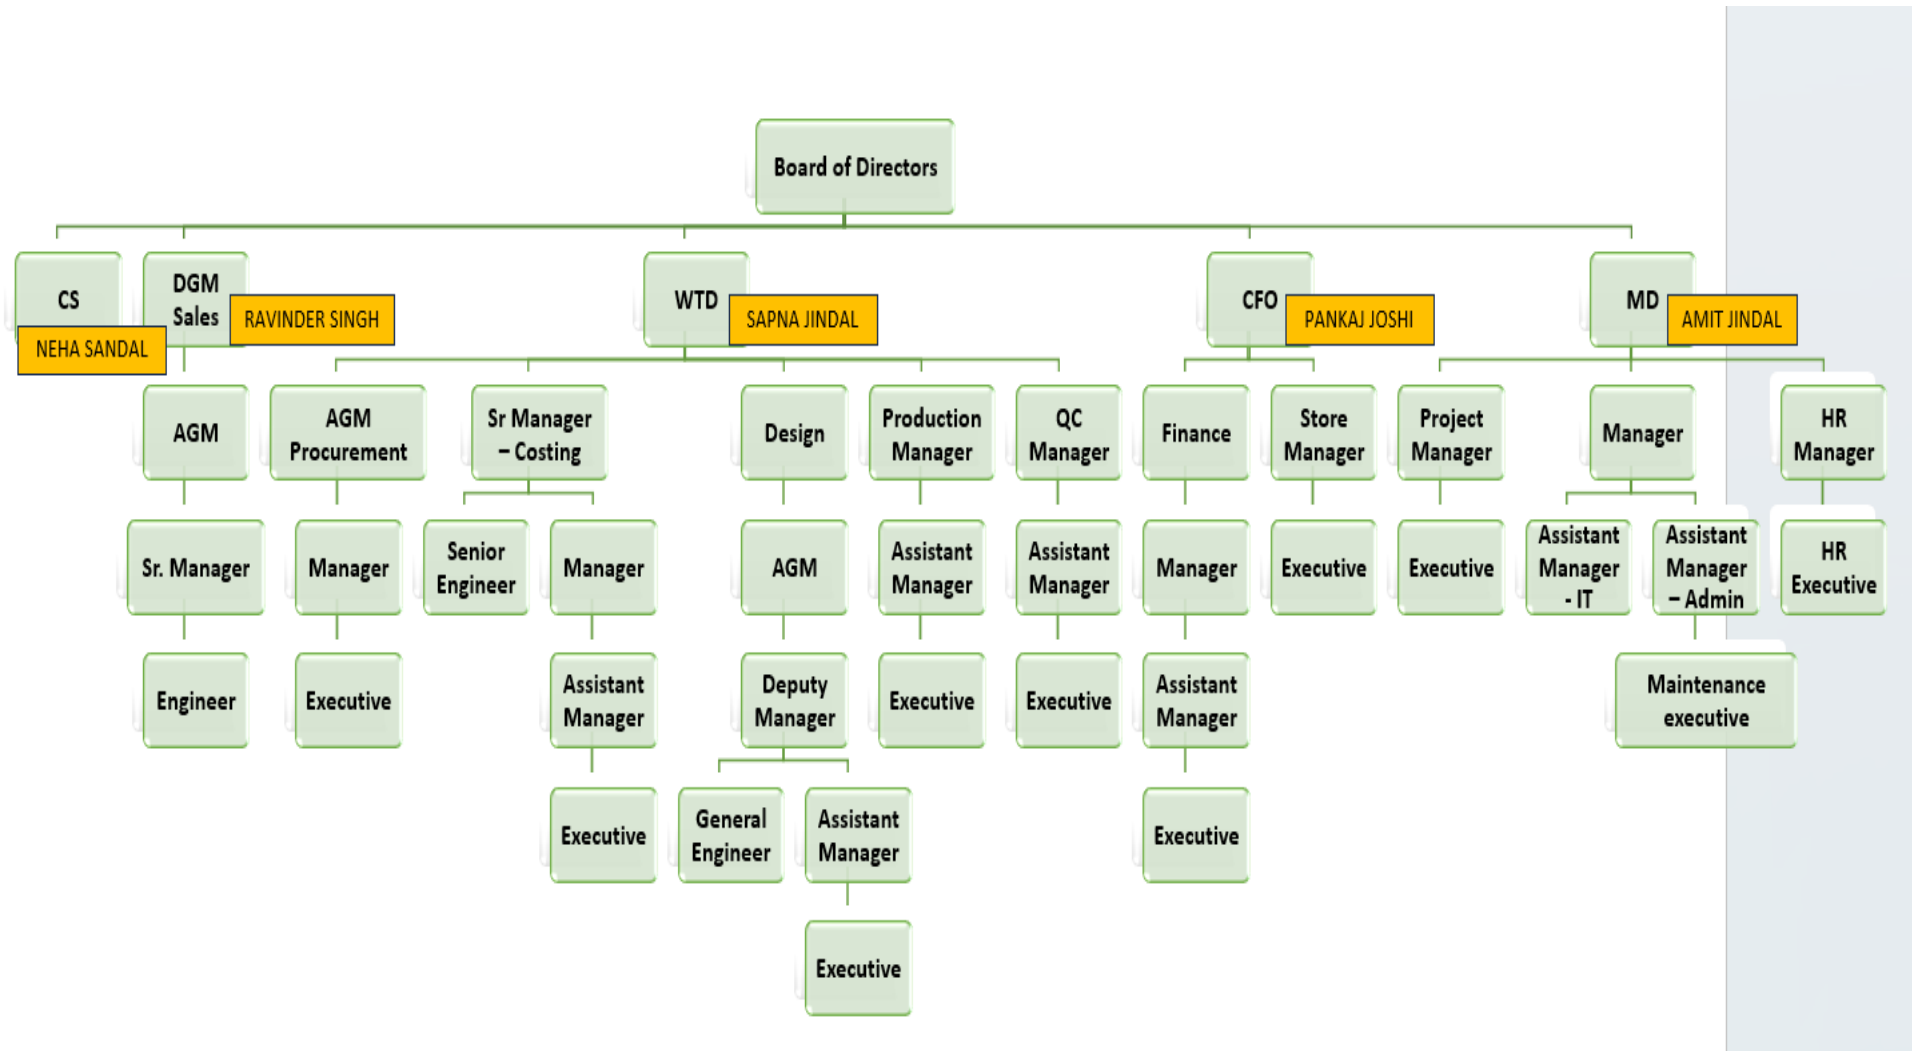 Board of Directors
CS
NEHA SANDAL
DGM
Sales
RAVINDER SINGH
WTD
SAPNA JINDAL
CFO
PANKAJ JOSHI
MD
AMIT JINDAL
AGM
AGM
Procurement
Sr Manager
– Costing
Design
Production
Manager
QC
Manager
Finance
Store
Manager
Project
Manager
Manager
HR
Manager
Sr. Manager
Manager
Senior
Engineer
Manager
AGM
Assistant
Manager
Assistant
Manager
Manager
Executive
Executive
Assistant
Manager
- IT
Assistant
Manager
– Admin
HR
Executive
Engineer
Executive
Assistant
Manager
Deputy
Manager
Executive
Executive
Assistant
Manager
Maintenance
executive
Executive
General
Engineer
Assistant
Manager
Executive
Executive